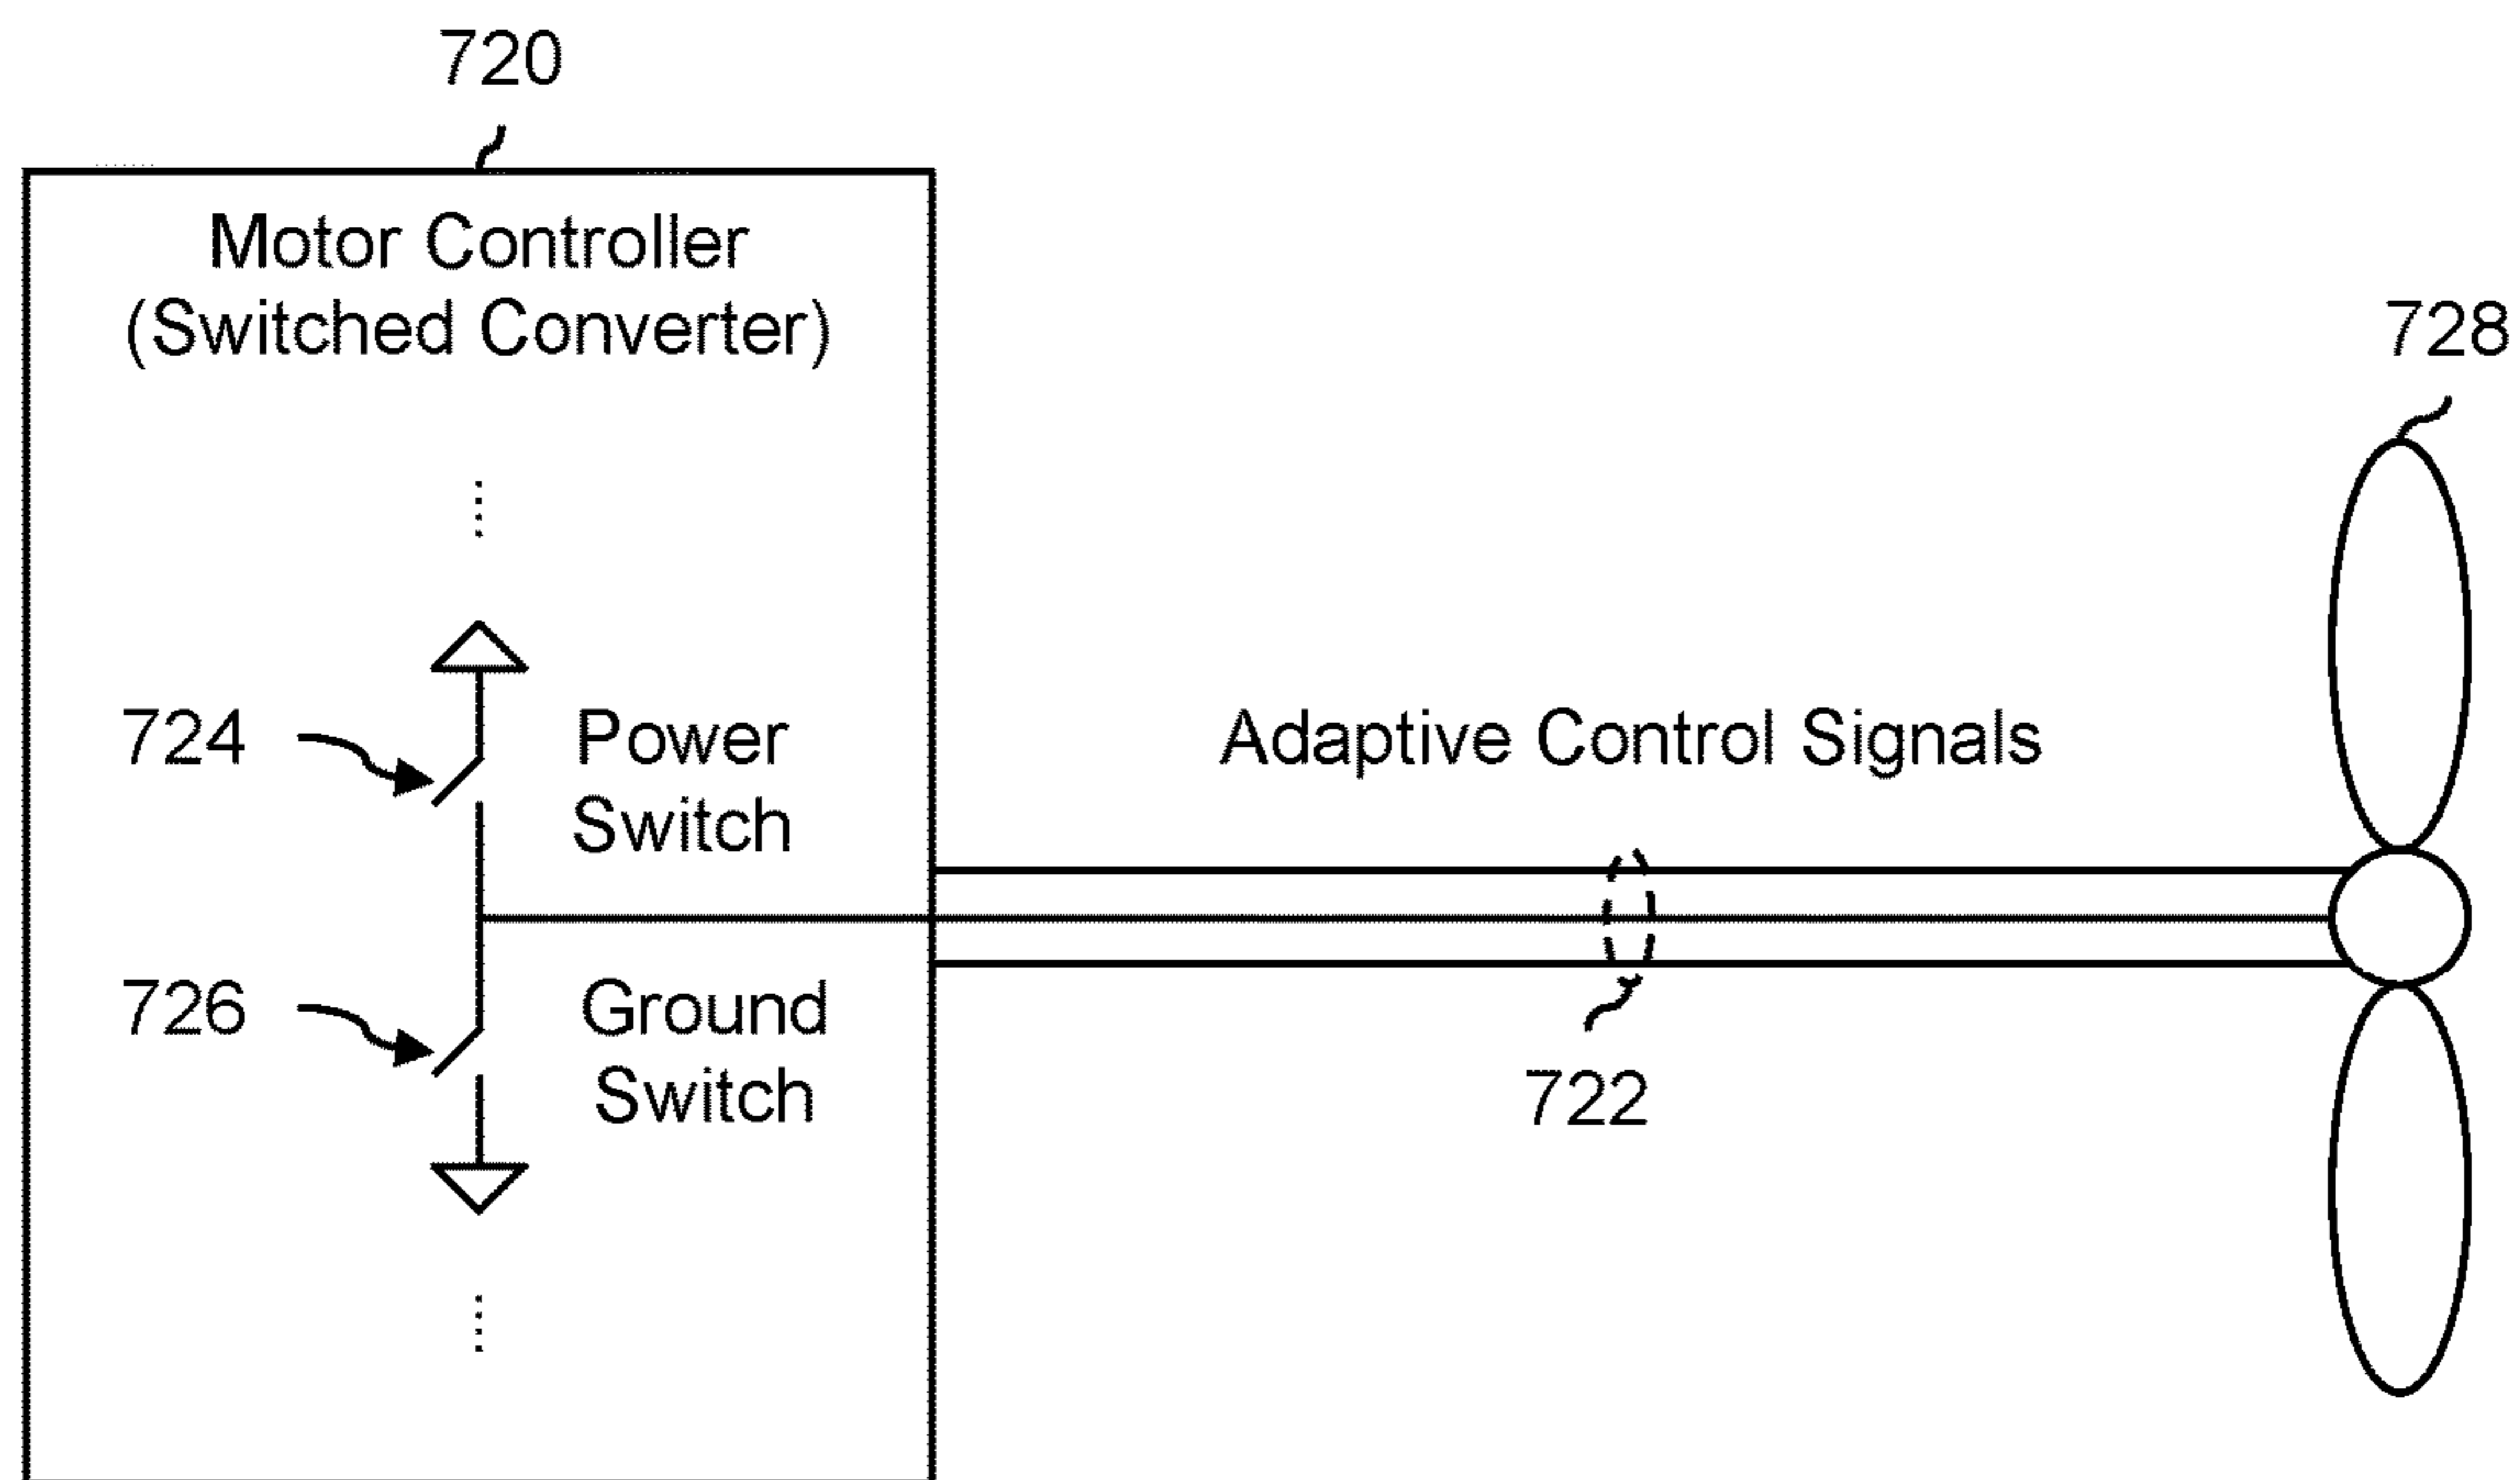 720
Motor Controller
(Switched Converter)
728
724
Power
Switch
Adaptive Control Signals
726
Ground
Switch
722